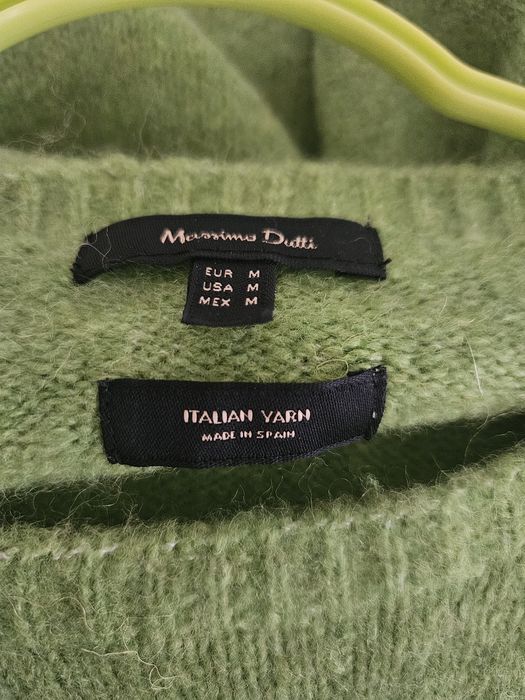 Massimo Dutti
EUR M
USA M
MEX M
ITALIAN YARN
MADE IN SPAIN